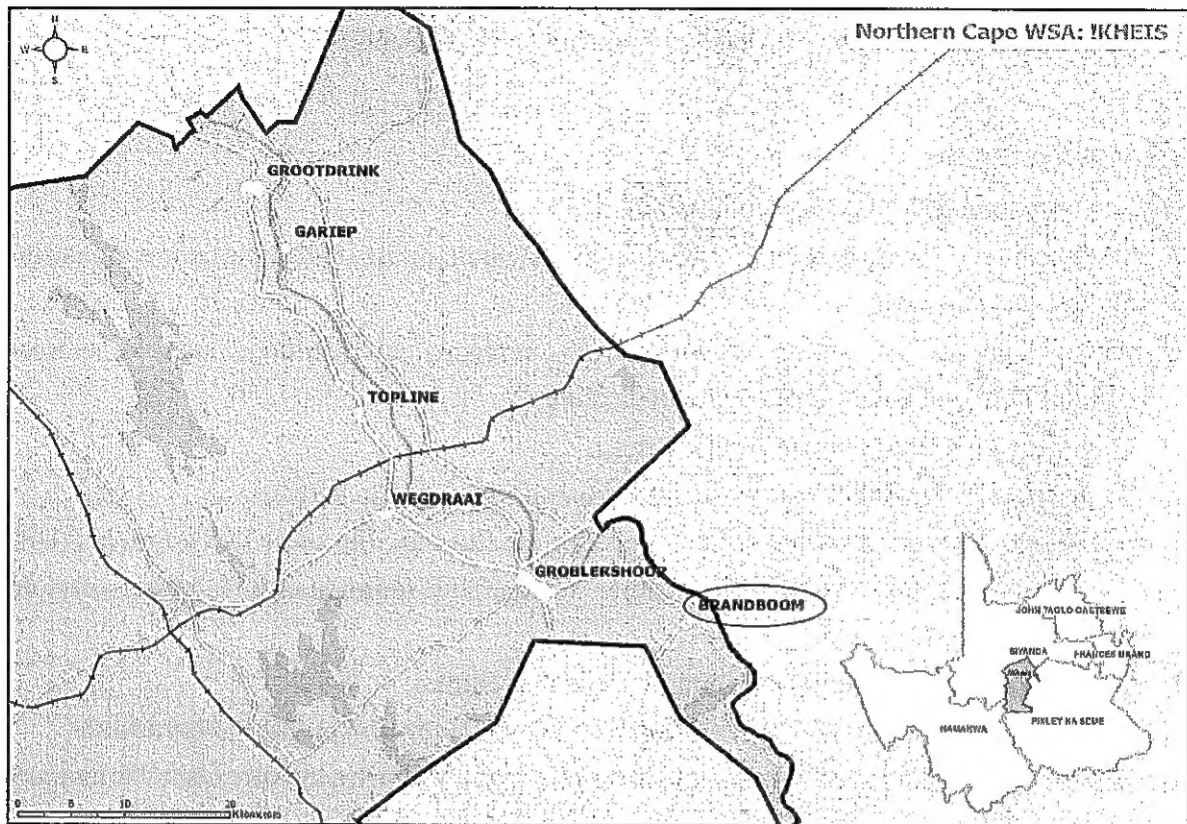 N
W E
S
Northern Cape WSA: !KHEIS
GROOTDRINK
GARIEP
TOPLINE
WEGDRAAI
GROBLERSHOOP
BRANDBOOM
JOHN TAOLO GAETSEWE
SIYANDA
FRANCES BAARD
NAMAKWA
PIXLEY KA SEME
0 5 10 20